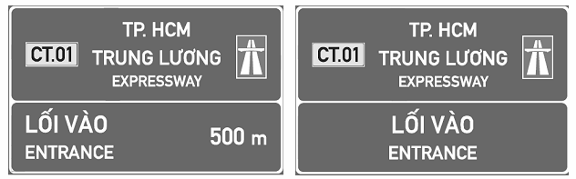 TP. HCM
CT.01
TRUNG LƯƠNG
EXPRESSWAY
LỐI VÀO
ENTRANCE
500 m
TP. HCM
CT.01
TRUNG LƯƠNG
EXPRESSWAY
LỐI VÀO
ENTRANCE